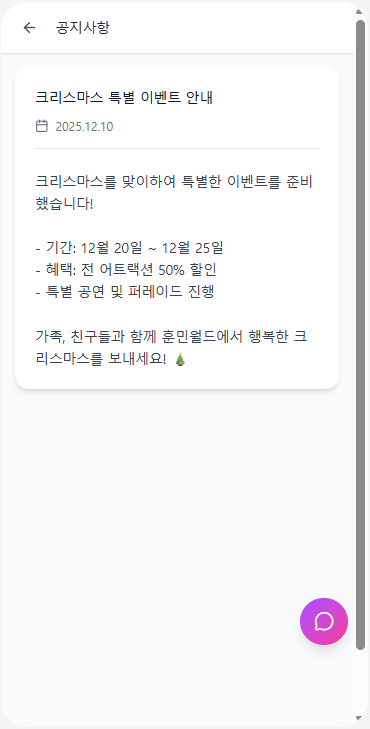 공지사항
크리스마스 특별 이벤트 안내
2025.12.10
크리스마스를 맞이하여 특별한 이벤트를 준비
했습니다!
- 기간: 12월 20일 ~ 12월 25일
- 혜택: 전 어트랙션 50% 할인
- 특별 공연 및 퍼레이드 진행
가족, 친구들과 함께 훈민월드에서 행복한 크
리스마스를 보내세요! 🎄